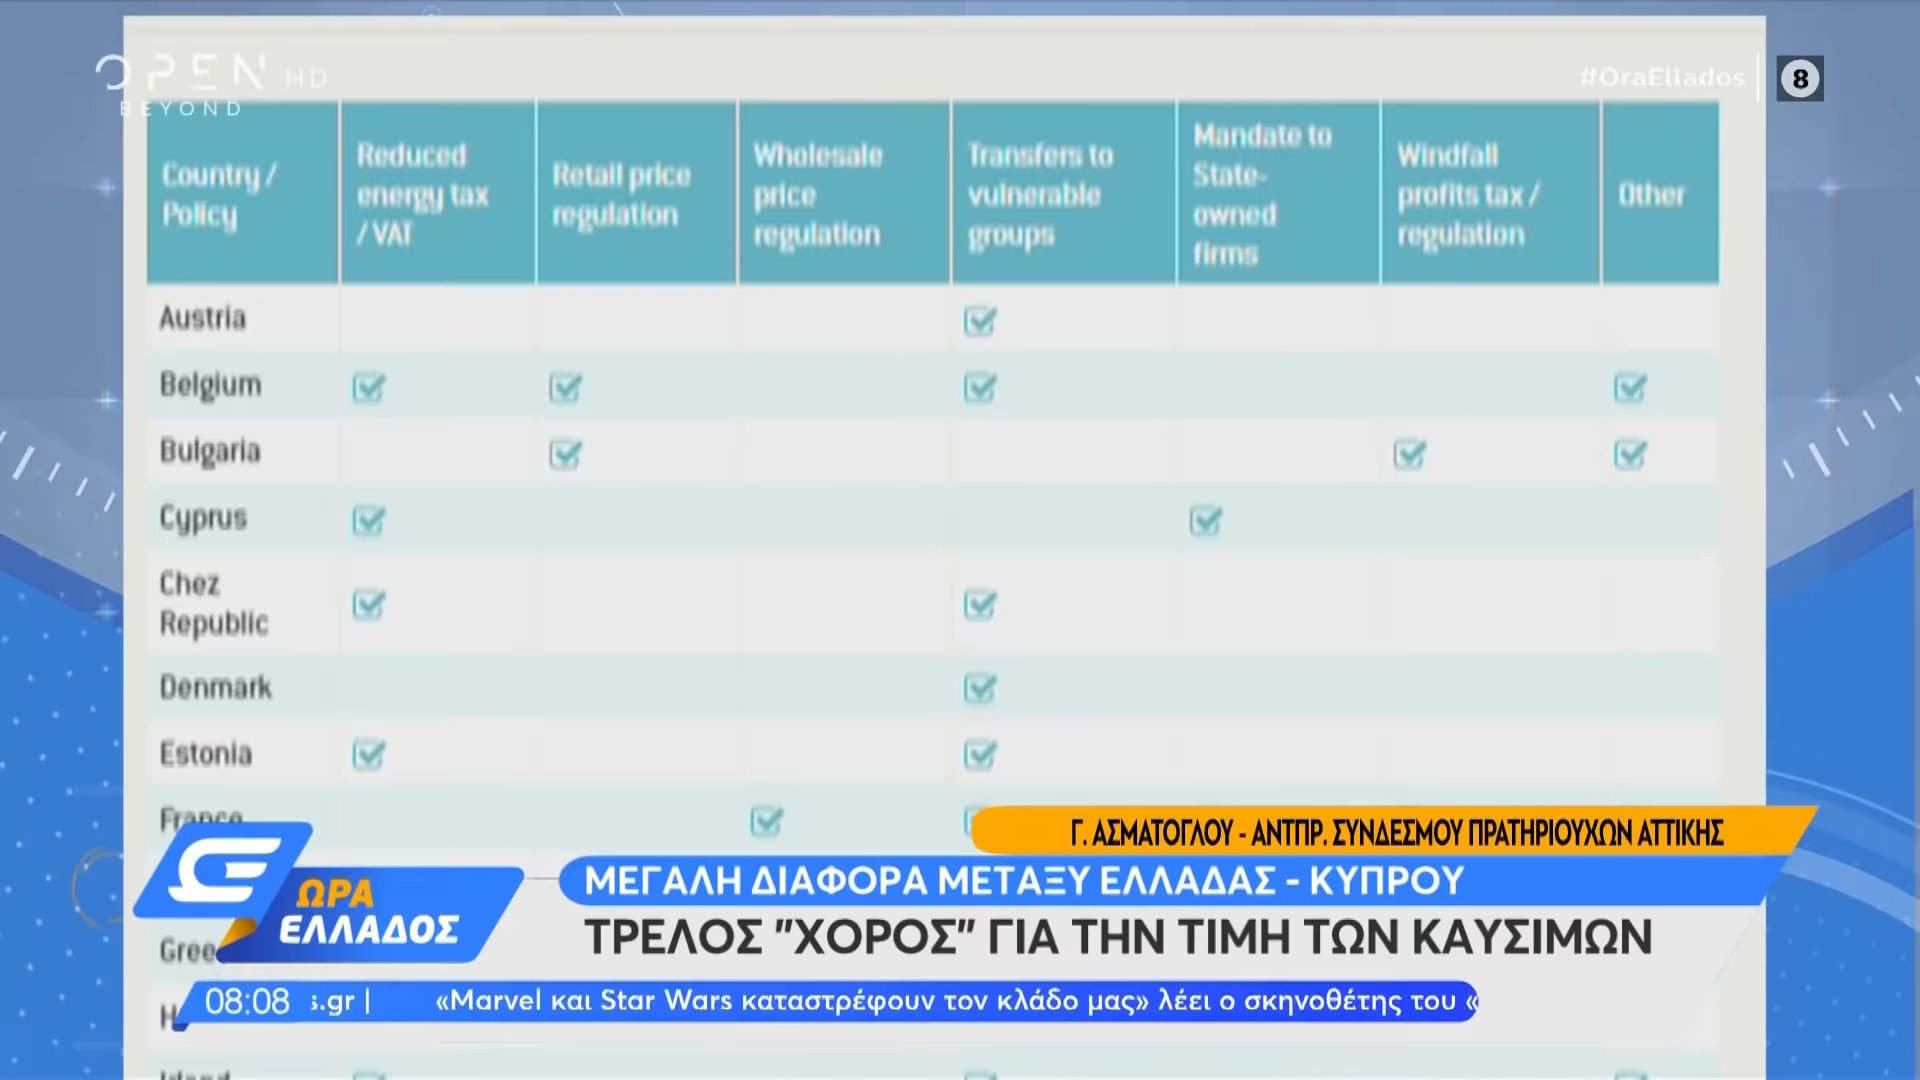 OPEN HD
BEYOND
#OraEllados
8
Country /
Policy
Reduced
energy tax
/ VAT
Retail price
regulation
Wholesale
price
regulation
Transfers to
vulnerable
groups
Mandate to
State-
owned
firms
Windfall
profits tax /
regulation
Other
Austria
Belgium
Bulgaria
Cyprus
Chez
Republic
Denmark
Estonia
France
Γ. ΑΣΜΑΤΟΓΛΟΥ - ΑΝΤΠΡ. ΣΥΝΔΕΣΜΟΥ ΠΡΑΤΗΡΙΟΥΧΩΝ ΑΤΤΙΚΗΣ
ΜΕΓΑΛΗ ΔΙΑΦΟΡΑ ΜΕΤΑΞΥ ΕΛΛΑΔΑΣ - ΚΥΠΡΟΥ
ΩΡΑ
ΕΛΛΑΔΟΣ
ΤΡΕΛΟΣ "ΧΟΡΟΣ" ΓΙΑ ΤΗΝ ΤΙΜΗ ΤΩΝ ΚΑΥΣΙΜΩΝ
08:08 s.gr | «Marvel και Star Wars καταστρέφουν τον κλάδο μας» λέει ο σκηνοθέτης του «